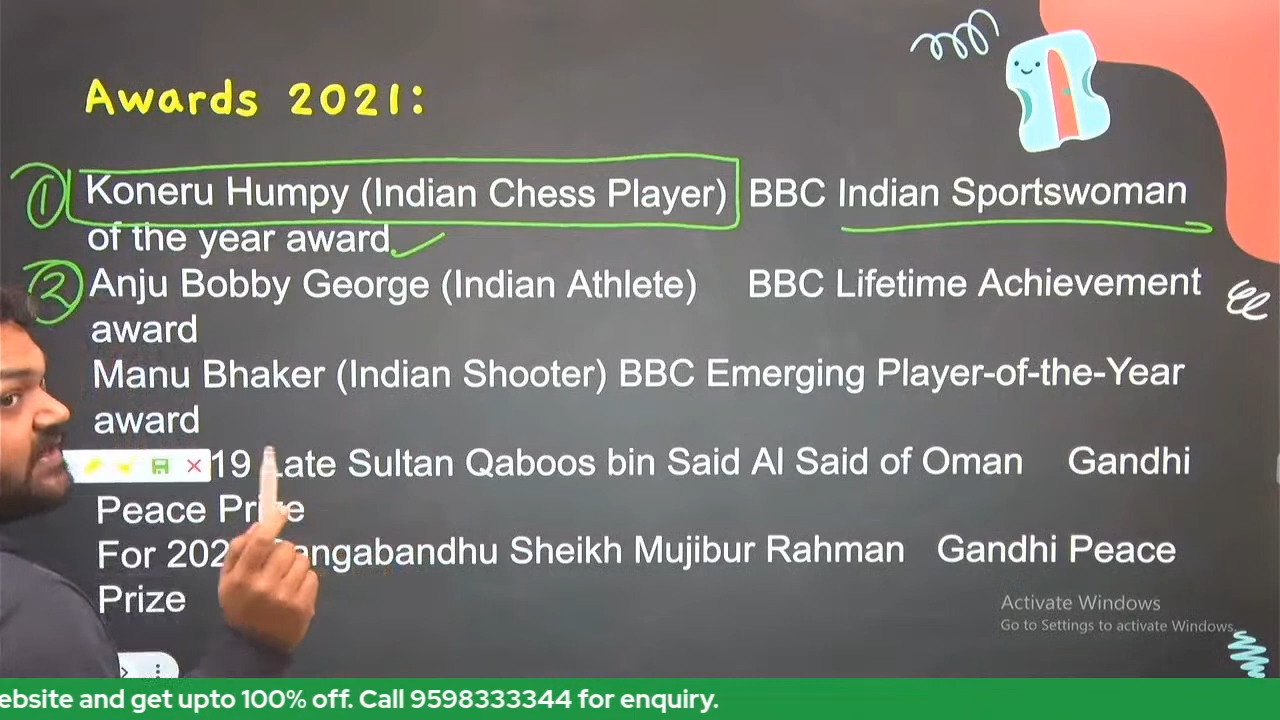 Awards 2021:
1 Koneru Humpy (Indian Chess Player) BBC Indian Sportswoman
of the year award
2 Anju Bobby George (Indian Athlete) BBC Lifetime Achievement
award
Manu Bhaker (Indian Shooter) BBC Emerging Player-of-the-Year
award
19 Late Sultan Qaboos bin Said Al Said of Oman Gandhi
Peace Prize
For Sheikh Mujibur Rahman Gandhi Peace
Prize
Activate Windows
Go to Settings to activate Windows.
ebsite and get upto 100% off. Call 9598333344 for enquiry.